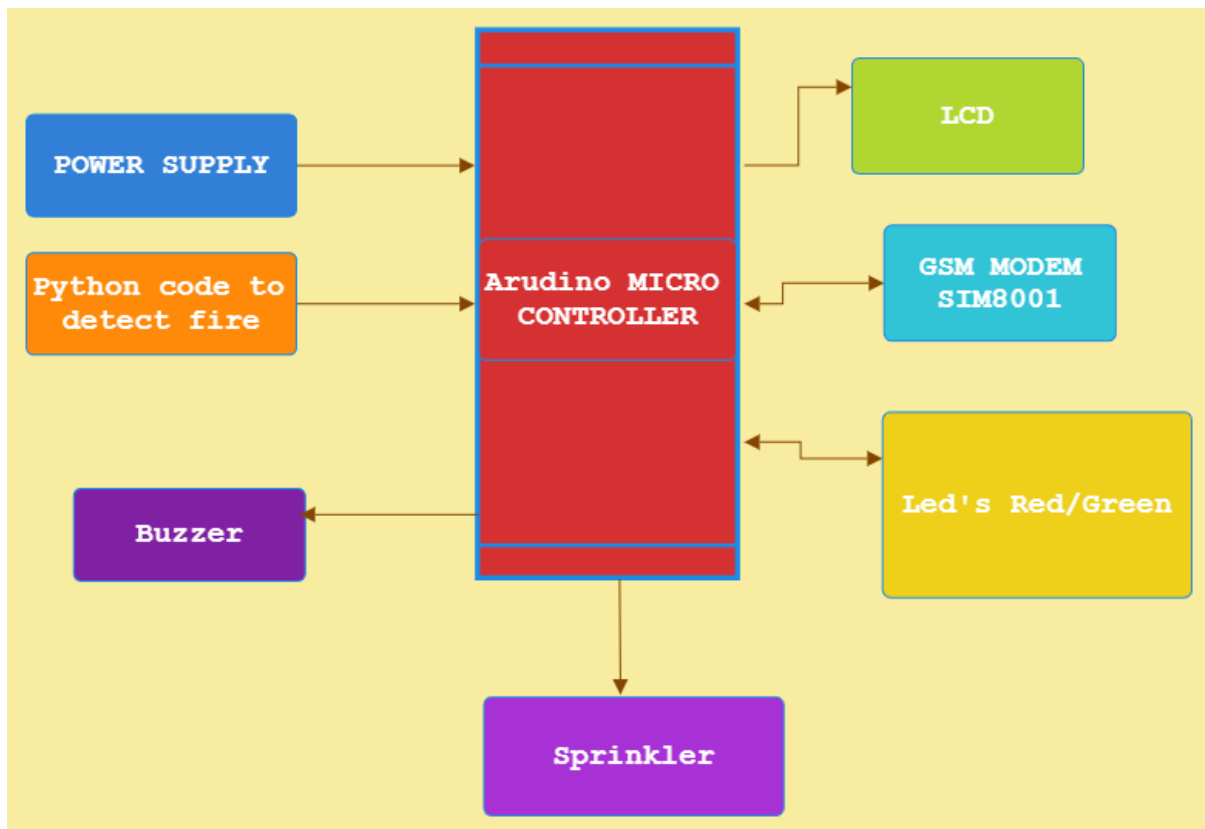 POWER SUPPLY
Python code to
detect fire
Buzzer
Arudino MICRO
CONTROLLER
LCD
GSM MODEM
SIM8001
Led's Red/Green
Sprinkler